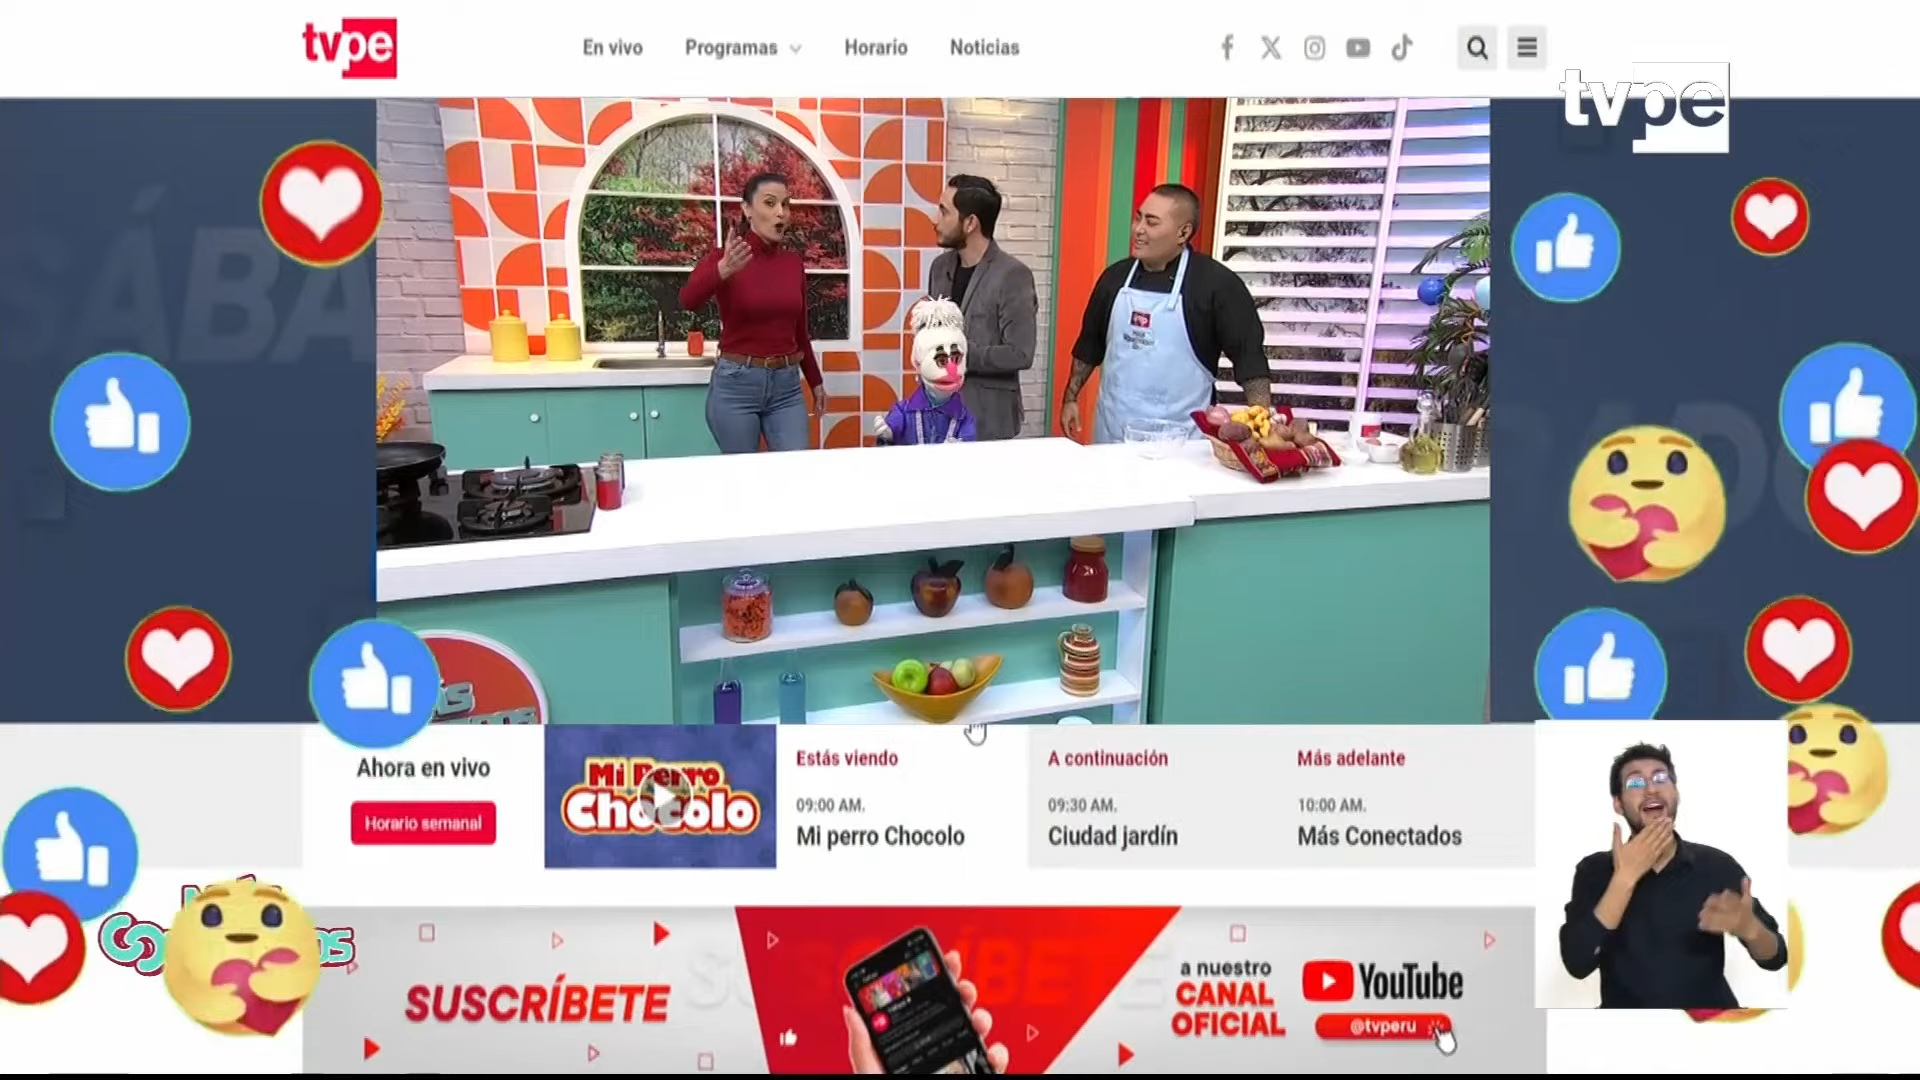 tvpe
En vivo
Programas
Horario
Noticias
tvpe
Ahora en vivo
Horario semanal
Mi Perro
Chocolo
Estás viendo
09:00 AM.
Mi perro Chocolo
A continuación
09:30 AM.
Ciudad jardín
Más adelante
10:00 AM.
Más Conectados
SUSCRÍBETE
a nuestro
CANAL
OFICIAL
YouTube
@tvperu